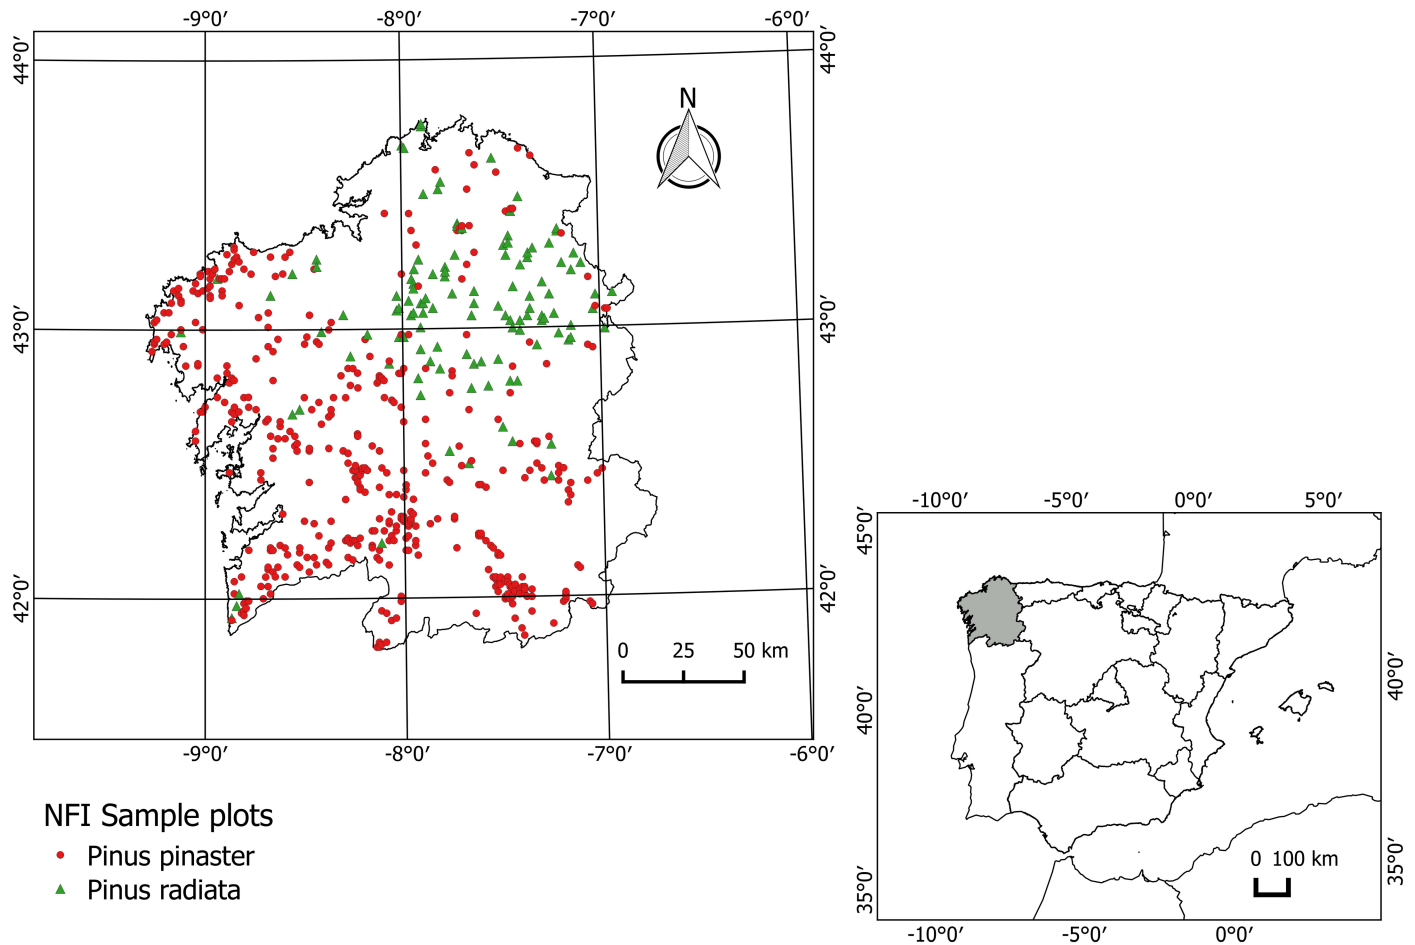 -9°0′ -8°0′ -7°0′ -6°0′
44°0′ 44°0′
N
43°0′ 43°0′
42°0′ 42°0′
0 25 50 km
-9°0′ -8°0′ -7°0′ -6°0′
NFI Sample plots
Pinus pinaster
Pinus radiata
-10°0′ -5°0′ 0°0′ 5°0′
45°0′
40°0′ 40°0′
35°0′ 35°0′
0 100 km
-10°0′ -5°0′ 0°0′